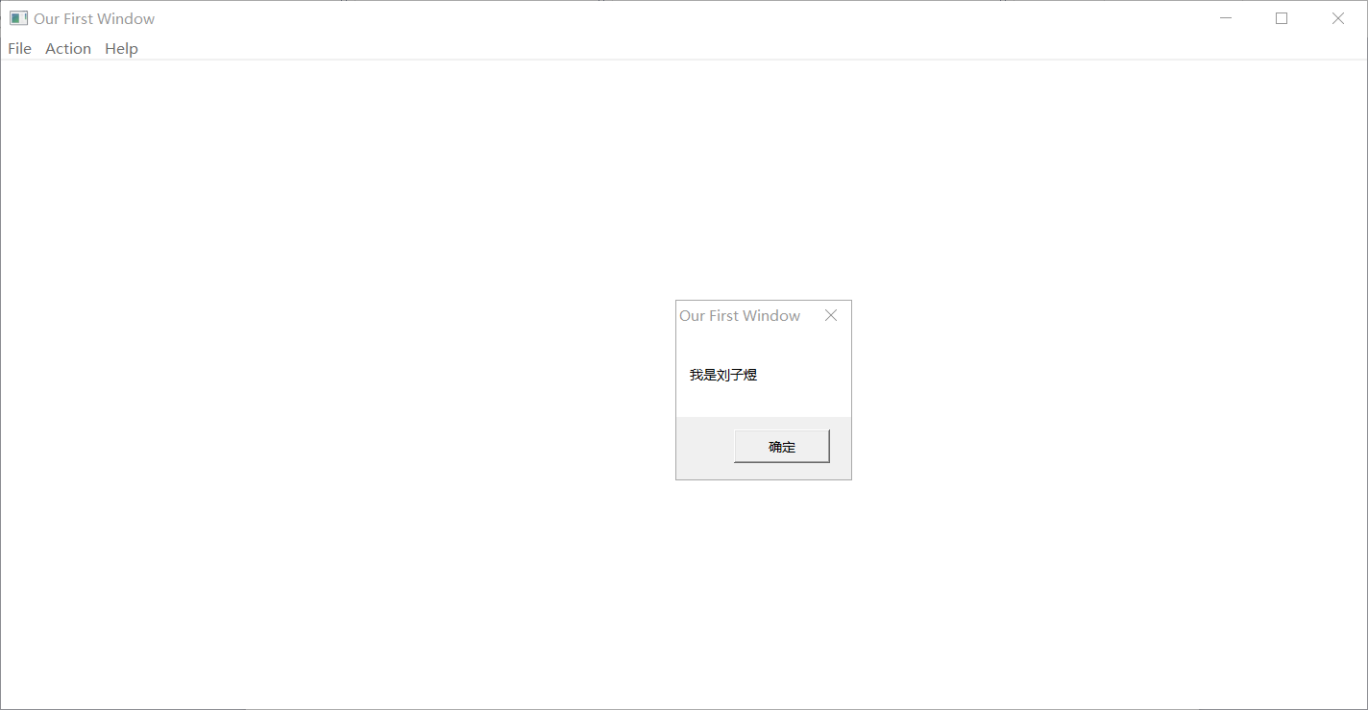 Our First Window
File Action Help
Our First Window
我是刘子煜
确定